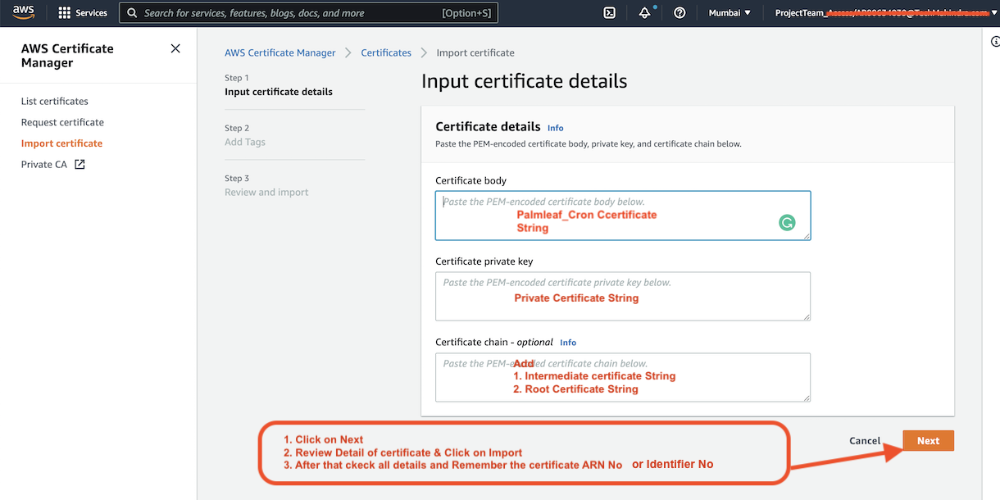 aws
Services
Search for services, features, blogs, docs, and more
[Option+S]
Mumbai
ProjectTeam_
AWS Certificate
Manager
List certificates
Request certificate
Import certificate
Private CA
AWS Certificate Manager
Certificates
Import certificate
Step 1
Input certificate details
Step 2
Add Tags
Step 3
Review and import
Input certificate details
Certificate details Info
Paste the PEM-encoded certificate body, private key, and certificate chain below.
Certificate body
Paste the PEM-encoded certificate body below.
Palmleaf_Cron Ccertificate
String
Certificate private key
Paste the PEM-encoded certificate private key below.
Private Certificate String
Certificate chain - optional Info
Paste the PEM-encoded certificate chain below.
Add
1. Intermediate certificate String
2. Root Certificate String
1. Click on Next
2. Review Detail of certificate & Click on Import
3. After that ckeck all details and Remember the certificate ARN No or Identifier No
Cancel
Next